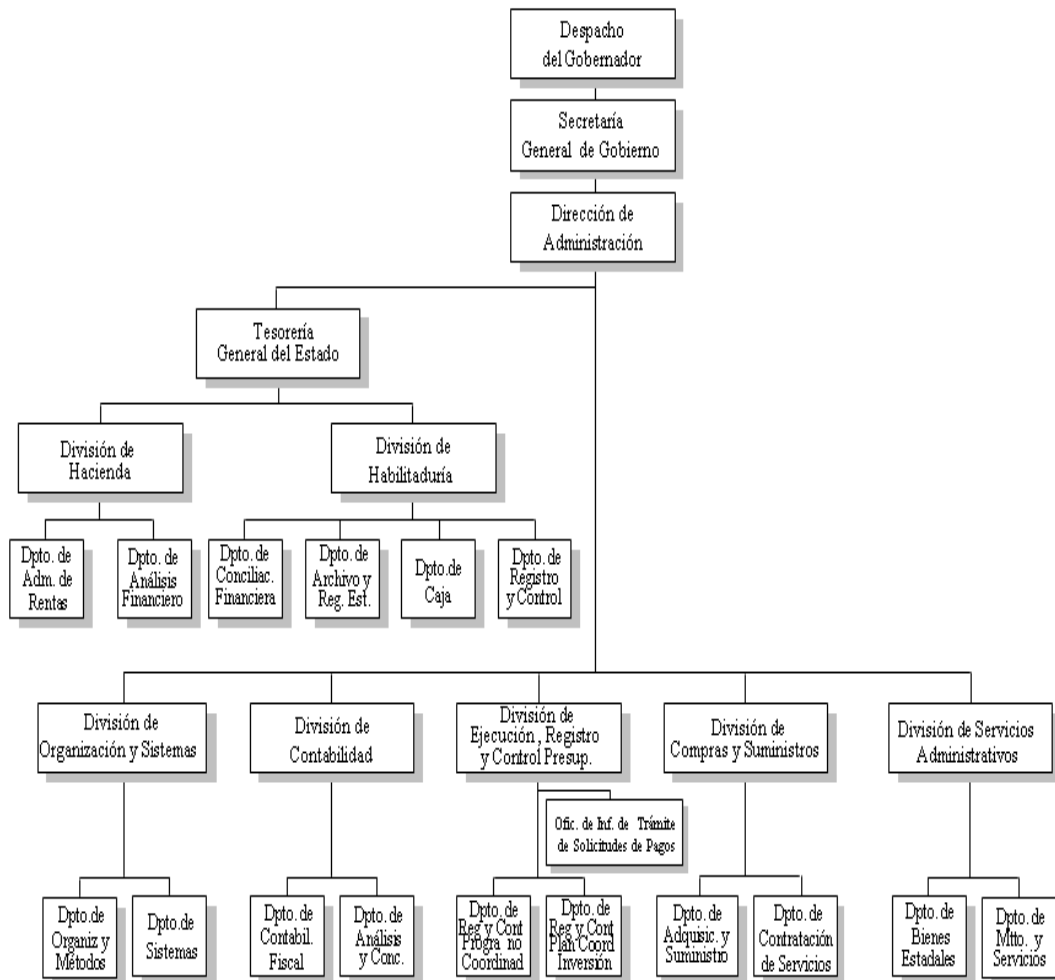 Despacho
del Gobernador
Secretaría
General de Gobierno
Dirección de
Administración
Tesorería
General del Estado
División de
Hacienda
División de
Habilitaduría
Dpto. de
Adm. de
Rentas
Dpto. de
Análisis
Financiero
Dpto. de
Conciliac.
Financiera
Dpto. de
Archivo y
Reg. Est.
Dpto. de
Caja
Dpto. de
Registro
y Control
División de
Organización y Sistemas
División de
Contabilidad
División de
Ejecución, Registro
y Control Presup.
División de
Compras y Suministros
División de Servicios
Administrativos
Ofic. de Inf. de Trámite
de Solicitudes de Pagos
Dpto. de
Organiz y
Métodos
Dpto. de
Sistemas
Dpto. de
Contabil.
Fiscal
Dpto. de
Análisis
y Conc.
Dpto. de
Reg y Cont
Progra no
Coordinad
Dpto. de
Reg y Cont
Plan Coord
Inversión
Dpto. de
Adquisic. y
Suministro
Dpto. de
Contratación
de Servicios
Dpto. de
Bienes
Estadales
Dpto. de
Mtto. y
Servicios